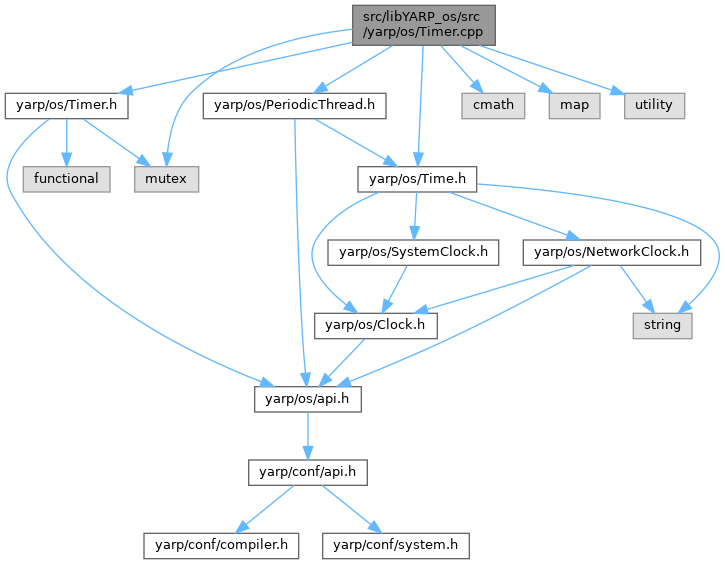 src/libYARP_os/src
/yarp/os/Timer.cpp
yarp/os/Timer.h
yarp/os/PeriodicThread.h
cmath
map
utility
functional
mutex
yarp/os/Time.h
yarp/os/SystemClock.h
yarp/os/NetworkClock.h
yarp/os/Clock.h
string
yarp/os/api.h
yarp/conf/api.h
yarp/conf/compiler.h
yarp/conf/system.h